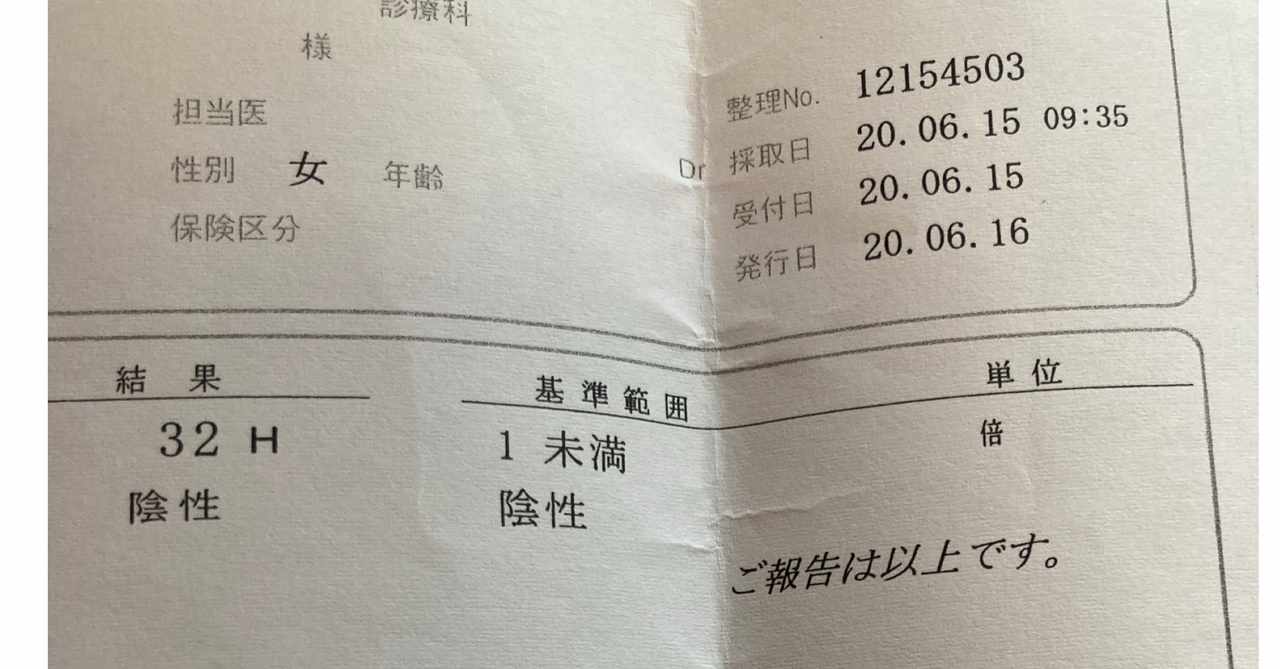 診療科
様
担当医
Dr
性別 女 年齢
保険区分
整理No. 12154503
採取日 20.06.15 09:35
受付日 20.06.15
発行日 20.06.16
結果 基準範囲 単位
32 H 1 未満 倍
陰性 陰性
ご報告は以上です。